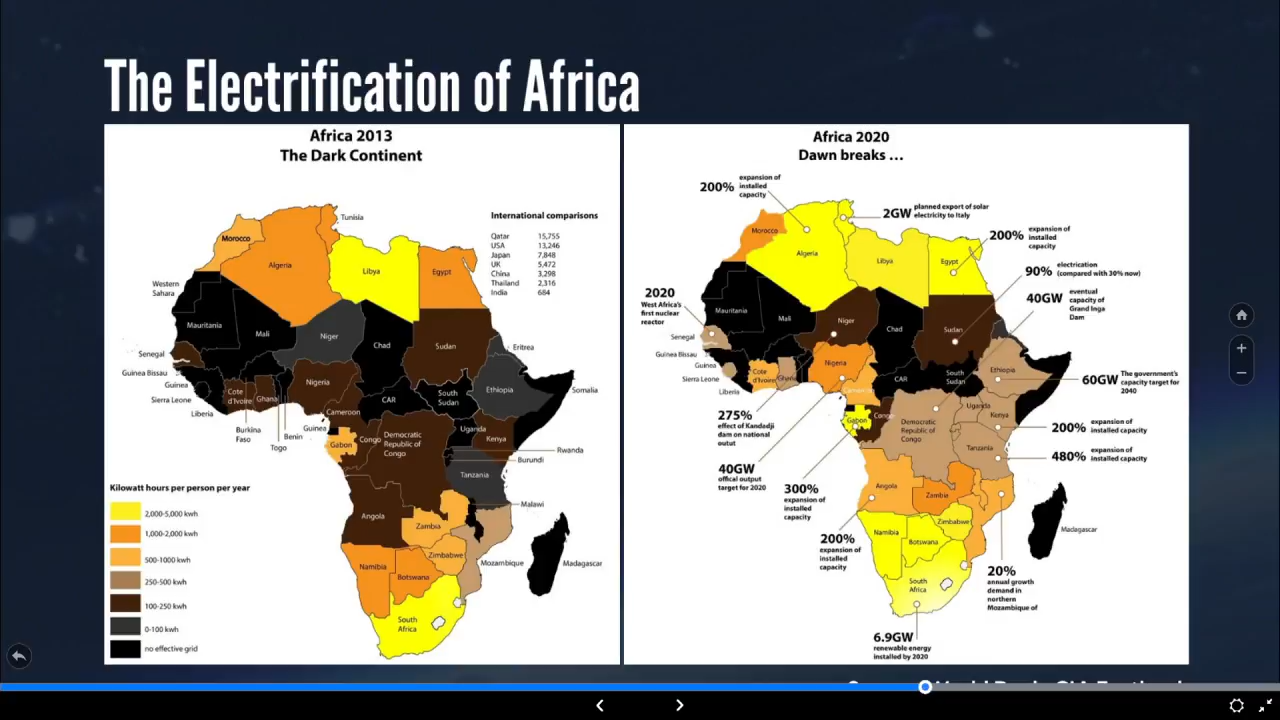 The Electrification of Africa
Africa 2013
The Dark Continent
Tunisia
Morocco
Algeria
Libya
Egypt
Western
Sahara
Mauritania
Mali
Niger
Chad
Sudan
Eritrea
Senegal
Guinea Bissau
Guinea
Sierra Leone
Liberia
Cote
d'Ivoire
Ghana
Burkina
Faso
Togo
Benin
Nigeria
Guinea
Cameroon
CAR
South
Sudan
Ethiopia
Somalia
Gabon
Congo
Democratic
Republic of
Congo
Uganda
Kenya
Rwanda
Burundi
Tanzania
Malawi
Angola
Zambia
Zimbabwe
Mozambique
Madagascar
Namibia
Botswana
South
Africa
International comparisons
Qatar 15,755
USA 13,246
Japan 7,848
UK 5,472
China 3,298
Thailand 2,316
India 684
Kilowatt hours per person per year
2,000-5,000 kwh
1,000-2,000 kwh
500-1000 kwh
250-500 kwh
100-250 kwh
0-100 kwh
no effective grid
Africa 2020
Dawn breaks ...
200% expansion of
installed
capacity
2GW planned export of solar
electricity to Italy
200% expansion of
installed
capacity
90% electrication
(compared with 30% now)
40GW eventual
capacity of
Grand Inga
Dam
2020
West Africa's
first nuclear
reactor
60GW The government's
capacity target for
2040
200% expansion of
installed capacity
480% expansion of
installed capacity
275%
effect of Kandadji
dam on national
outut
40GW
offical output
target for 2020
300%
expansion of
installed
capacity
200%
expansion of
installed
capacity
20%
annual growth
demand in
northern
Mozambique of
6.9GW
renewable energy
installed by 2020
Morocco
Algeria
Libya
Egypt
Mauritania
Mali
Niger
Chad
Sudan
Senegal
Guinea Bissau
Guinea
Sierra Leone
Liberia
Cote
d'Ivoire
Ghana
Nigeria
Cameroon
CAR
South
Sudan
Ethiopia
Gabon
Congo
Democratic
Republic of
Congo
Uganda
Kenya
Tanzania
Angola
Zambia
Zimbabwe
Namibia
Botswana
South
Africa
Madagascar